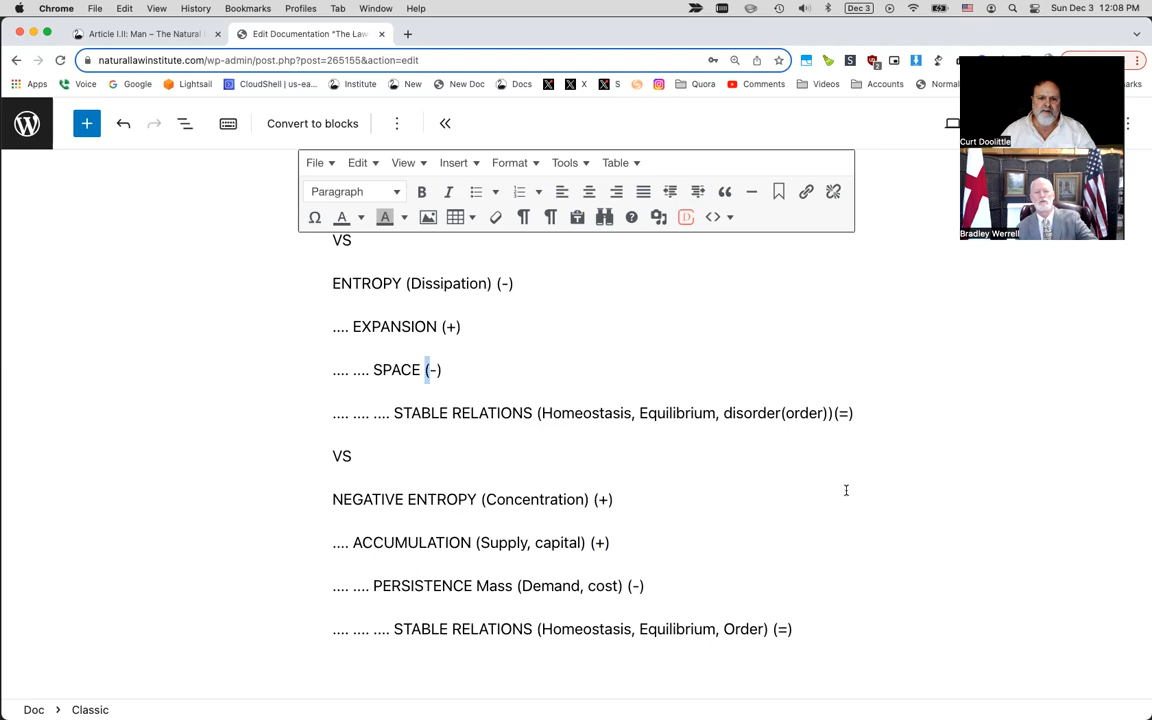 Chrome File Edit View History Bookmarks Profiles Tab Window Help Dec 3 Sun Dec 3 12:08 PM
Article I.II: Man – The Natural Edit Documentation "The Law
naturallawinstitute.com/wp-admin/post.php?post=265155&action=edit
Apps Voice Google Lightsail CloudShell | us-ea... Institute New New Doc Docs X S Quora Comments Videos Accounts Normal marks
Convert to blocks
Curt Doolittle
Bradley Werrell
File Edit View Insert Format Tools Table
Paragraph
VS
ENTROPY (Dissipation) (-)
.... EXPANSION (+)
.... .... SPACE (-)
.... .... .... STABLE RELATIONS (Homeostasis, Equilibrium, disorder(order))(=)
VS
NEGATIVE ENTROPY (Concentration) (+)
.... ACCUMULATION (Supply, capital) (+)
.... .... PERSISTENCE Mass (Demand, cost) (-)
.... .... .... STABLE RELATIONS (Homeostasis, Equilibrium, Order) (=)
Doc › Classic